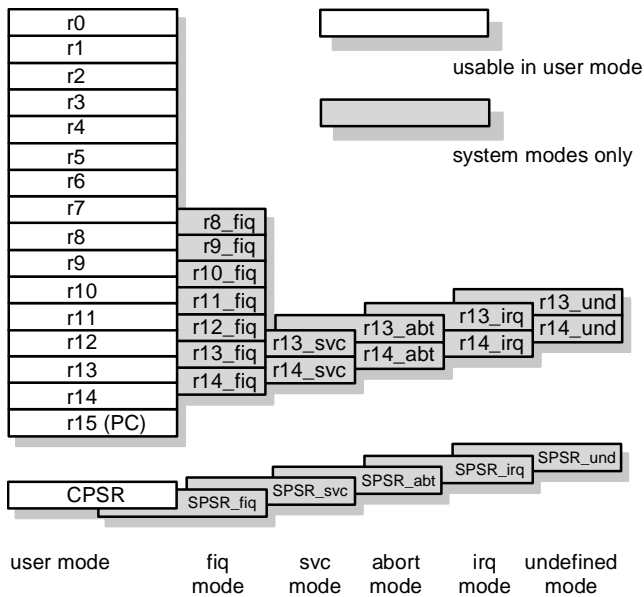 r0
r1
r2
r3
r4
r5
r6
r7
r8
r9
r10
r11
r12
r13
r14
r15 (PC)
usable in user mode
system modes only
r8_fiq
r9_fiq
r10_fiq
r11_fiq
r12_fiq
r13_fiq
r14_fiq
r13_svc
r14_svc
r13_abt
r14_abt
r13_irq
r14_irq
r13_und
r14_und
CPSR
SPSR_fiq
SPSR_svc
SPSR_abt
SPSR_irq
SPSR_und
user mode
fiq
mode
svc
mode
abort
mode
irq
mode
undefined
mode